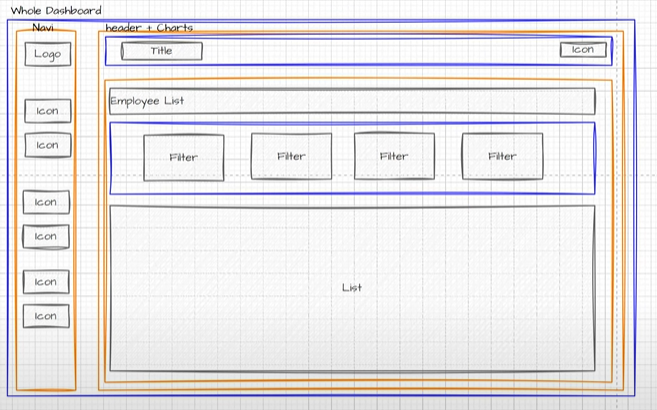 Whole Dashboard
Navi
header + Charts
Logo
Title
Icon
Icon
Icon
Icon
Icon
Icon
Icon
Employee List
Filter
Filter
Filter
Filter
List